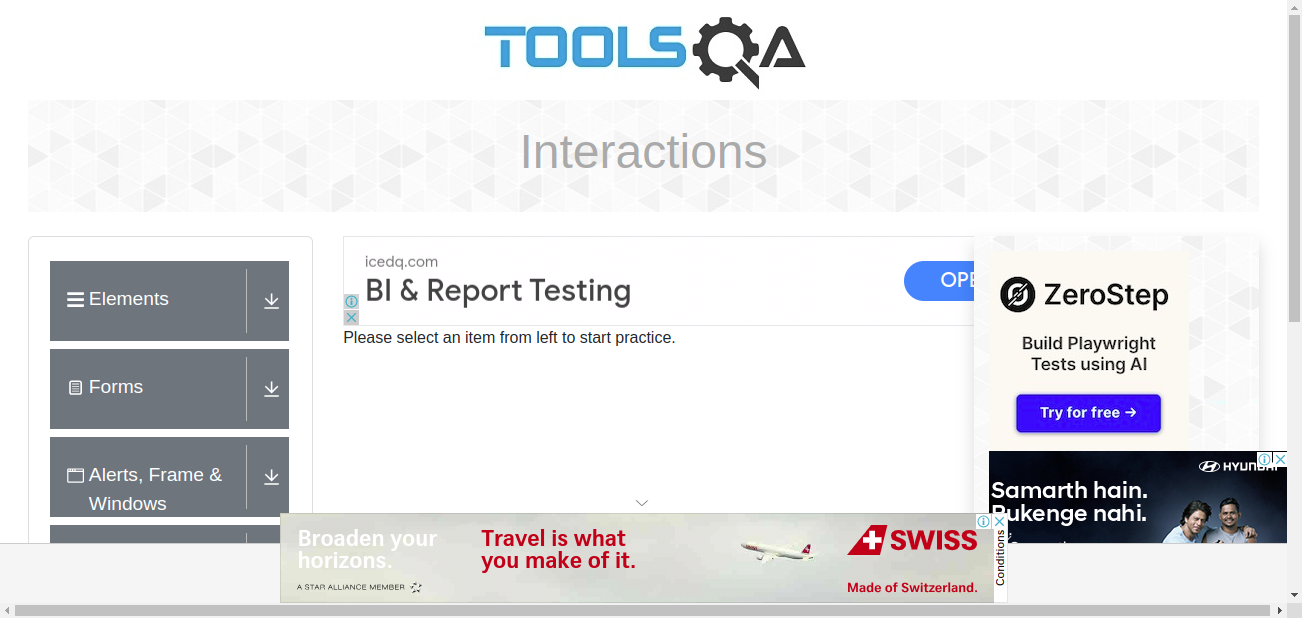 TOOLSQA
Interactions
Elements
Forms
Alerts, Frame &
Windows
icedq.com
BI & Report Testing
OPE
Please select an item from left to start practice.
ZeroStep
Build Playwright
Tests using AI
Try for free →
HYUNDAI
Samarth hain.
Rukenge nahi.
Broaden your
horizons.
A STAR ALLIANCE MEMBER
Travel is what
you make of it.
SWISS
Made of Switzerland.
Conditions